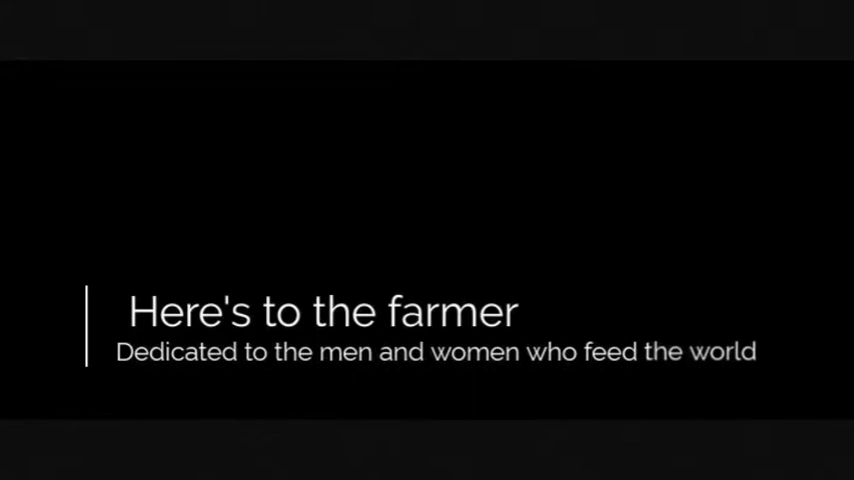 Here's to the farmer
Dedicated to the men and women who feed the world